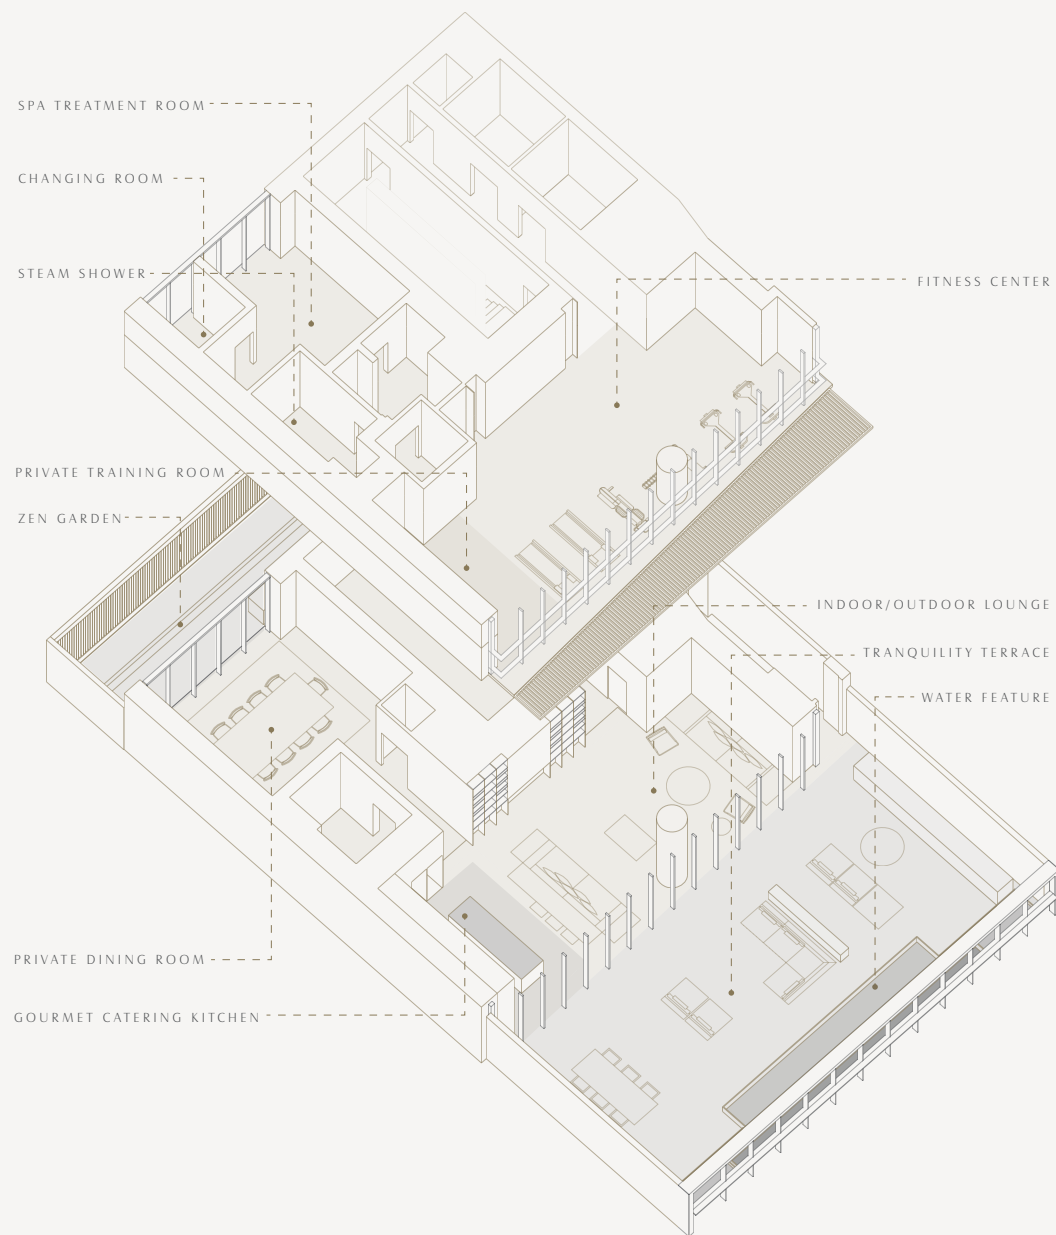 SPA TREATMENT ROOM
CHANGING ROOM
STEAM SHOWER
FITNESS CENTER
PRIVATE TRAINING ROOM
ZEN GARDEN
INDOOR/OUTDOOR LOUNGE
TRANQUILITY TERRACE
WATER FEATURE
PRIVATE DINING ROOM
GOURMET CATERING KITCHEN